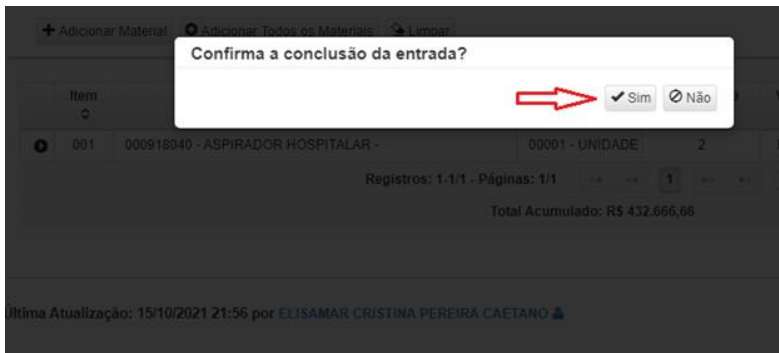 Adicionar Material Adicionar Todos os Materiais Limpar
Confirma a conclusão da entrada?
Sim Não
Item
001 000918040 - ASPIRADOR HOSPITALAR - 00001 - UNIDADE 2
Registros: 1-1/1 - Páginas: 1/1 1
Total Acumulado: R$ 432.666,66
Última Atualização: 15/10/2021 21:56 por ELISAMAR CRISTINA PEREIRA CAETANO